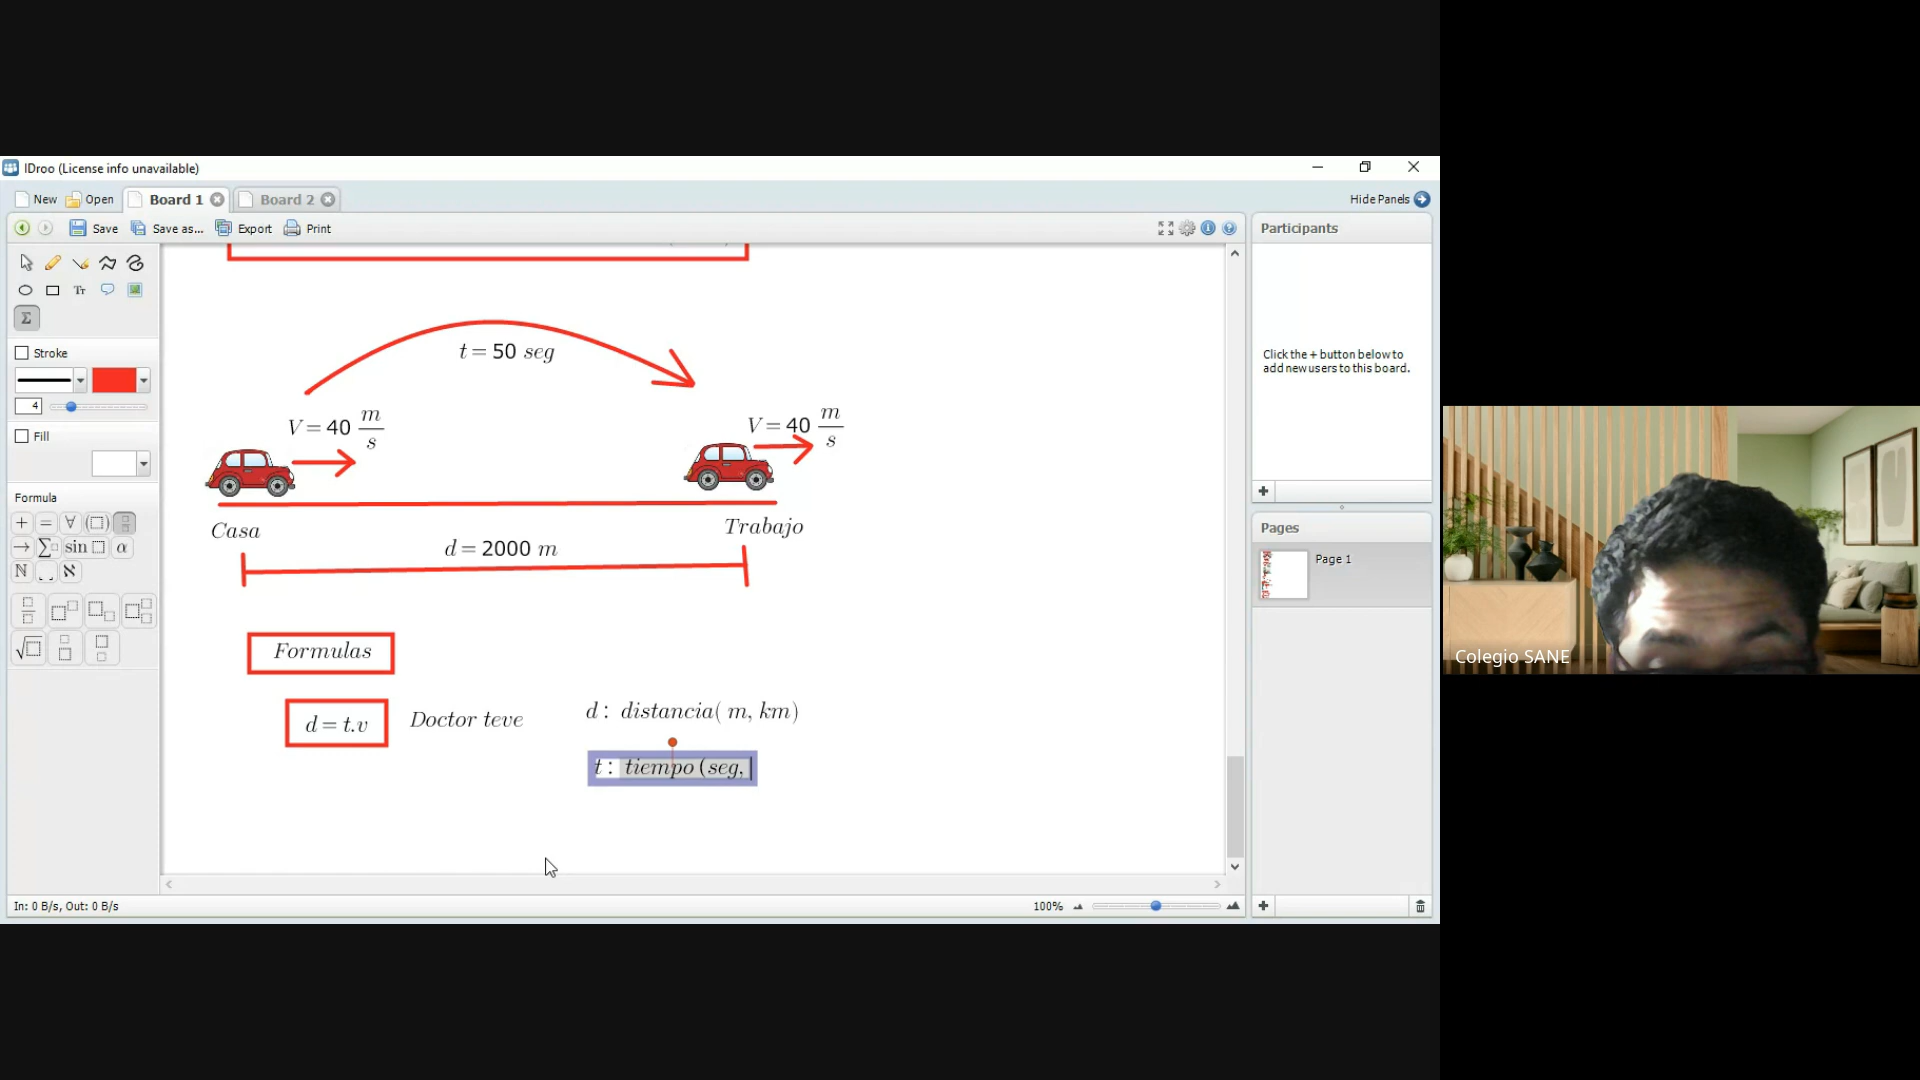 IDroo (License info unavailable)
New Open Board 1 Board 2 Hide Panels
Save Save as... Export Print
Participants
Click the + button below to
add new users to this board.
Tr
Σ
Stroke
4
Fill
Formula
+ = ∀
→ Σ sin α
ℕ ℵ
√
t = 50 seg
V = 40 m/s
V = 40 m/s
Casa
Trabajo
d = 2000 m
Formulas
d = t.v
Doctor teve
d : distancia( m, km)
t : tiempo (seg,
Pages
Page 1
In: 0 B/s, Out: 0 B/s
100%
Colegio SANE